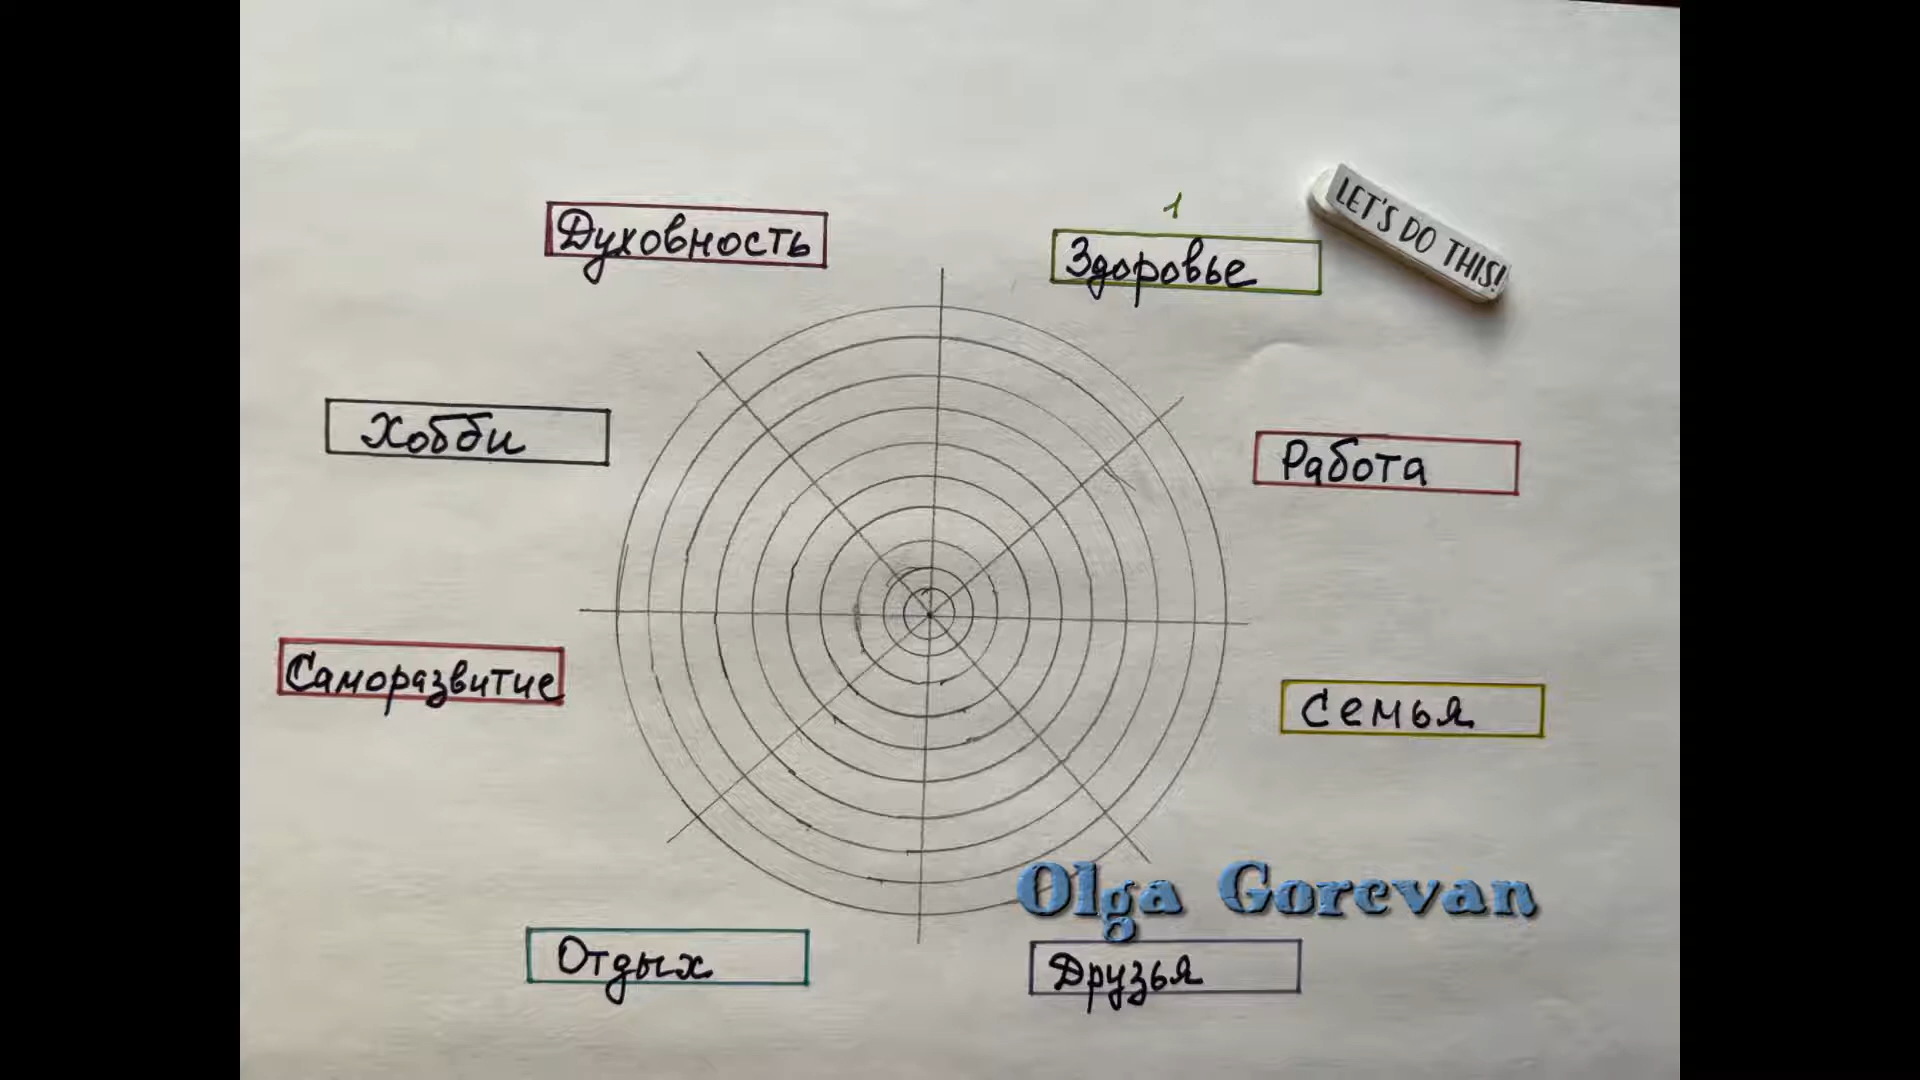 1
Духовность
Здоровье
LET'S DO THIS!
Хобби
Работа
Саморазвитие
Семья
Olga Gorevan
Отдых
Друзья